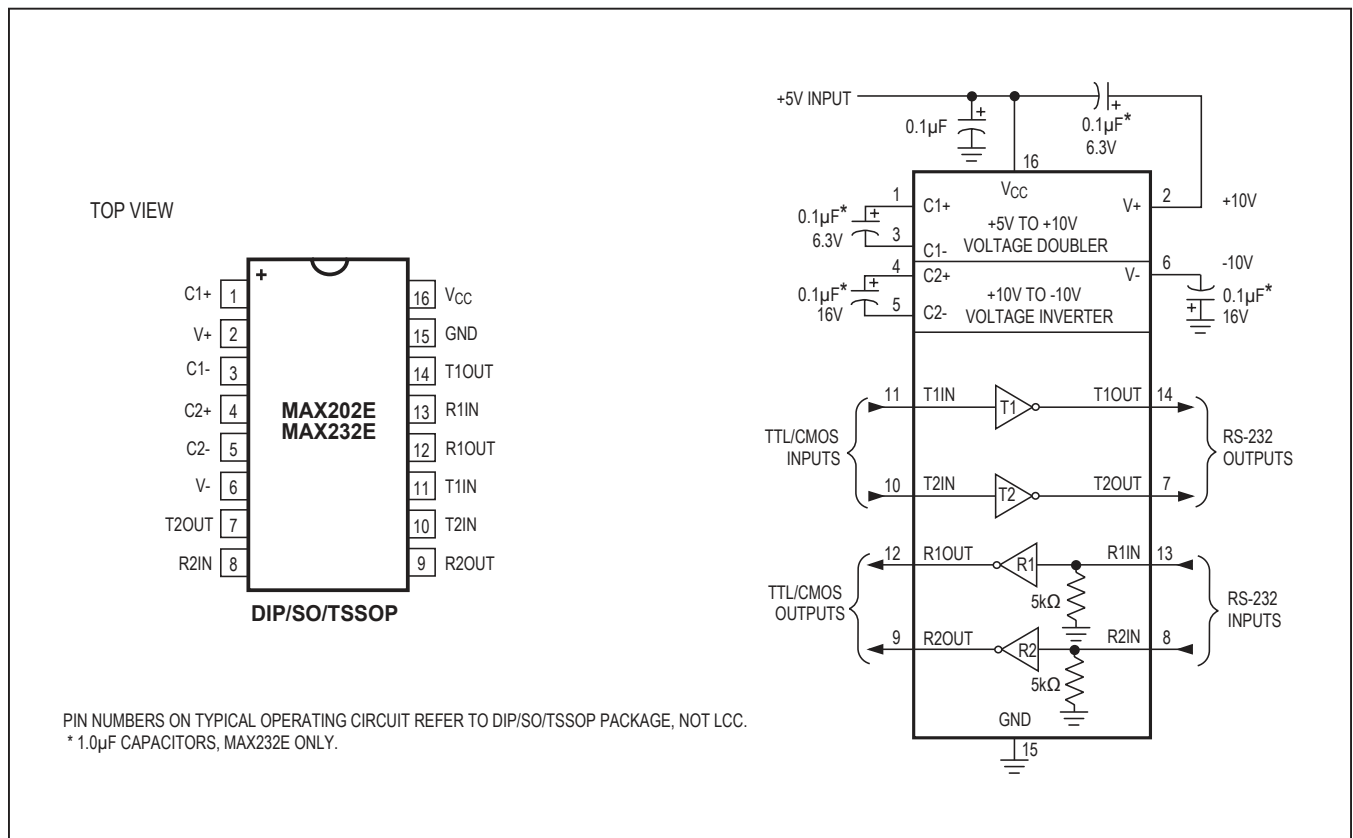 TOP VIEW
+
C1+ 1
V+ 2
C1- 3
C2+ 4
C2- 5
V- 6
T2OUT 7
R2IN 8
16 VCC
15 GND
14 T1OUT
13 R1IN
12 R1OUT
11 T1IN
10 T2IN
9 R2OUT
MAX202E
MAX232E
DIP/SO/TSSOP
PIN NUMBERS ON TYPICAL OPERATING CIRCUIT REFER TO DIP/SO/TSSOP PACKAGE, NOT LCC.
* 1.0µF CAPACITORS, MAX232E ONLY.
+5V INPUT
0.1µF
+
0.1µF*
6.3V
+
16
VCC
1
C1+
0.1µF*
6.3V
+
3
C1-
+5V TO +10V
VOLTAGE DOUBLER
V+
2
+10V
4
C2+
0.1µF*
16V
+
5
C2-
+10V TO -10V
VOLTAGE INVERTER
V-
6
-10V
0.1µF*
16V
+
TTL/CMOS
INPUTS
11 T1IN T1 T1OUT 14
10 T2IN T2 T2OUT 7
RS-232
OUTPUTS
TTL/CMOS
OUTPUTS
12 R1OUT R1 R1IN 13
5kΩ
9 R2OUT R2 R2IN 8
5kΩ
RS-232
INPUTS
GND
15